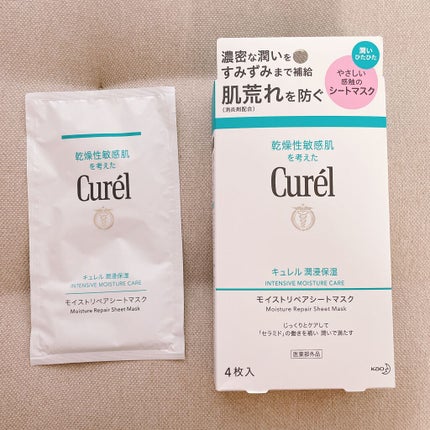 乾燥性敏感肌
を考えた
Curél
キュレル 潤浸保湿
INTENSIVE MOISTURE CARE
モイストリペアシートマスク
Moisture Repair Sheet Mask
濃密な潤いを
すみずみまで補給
肌荒れを防ぐ
(消炎剤配合)
潤い
ひたひた
やさしい
感触の
シートマスク
乾燥性敏感肌
を考えた
Curél
キュレル 潤浸保湿
INTENSIVE MOISTURE CARE
モイストリペアシートマスク
Moisture Repair Sheet Mask
じっくりとケアして
「セラミド」の働きを補い 潤いで満たす
医薬部外品
4枚入
Kao